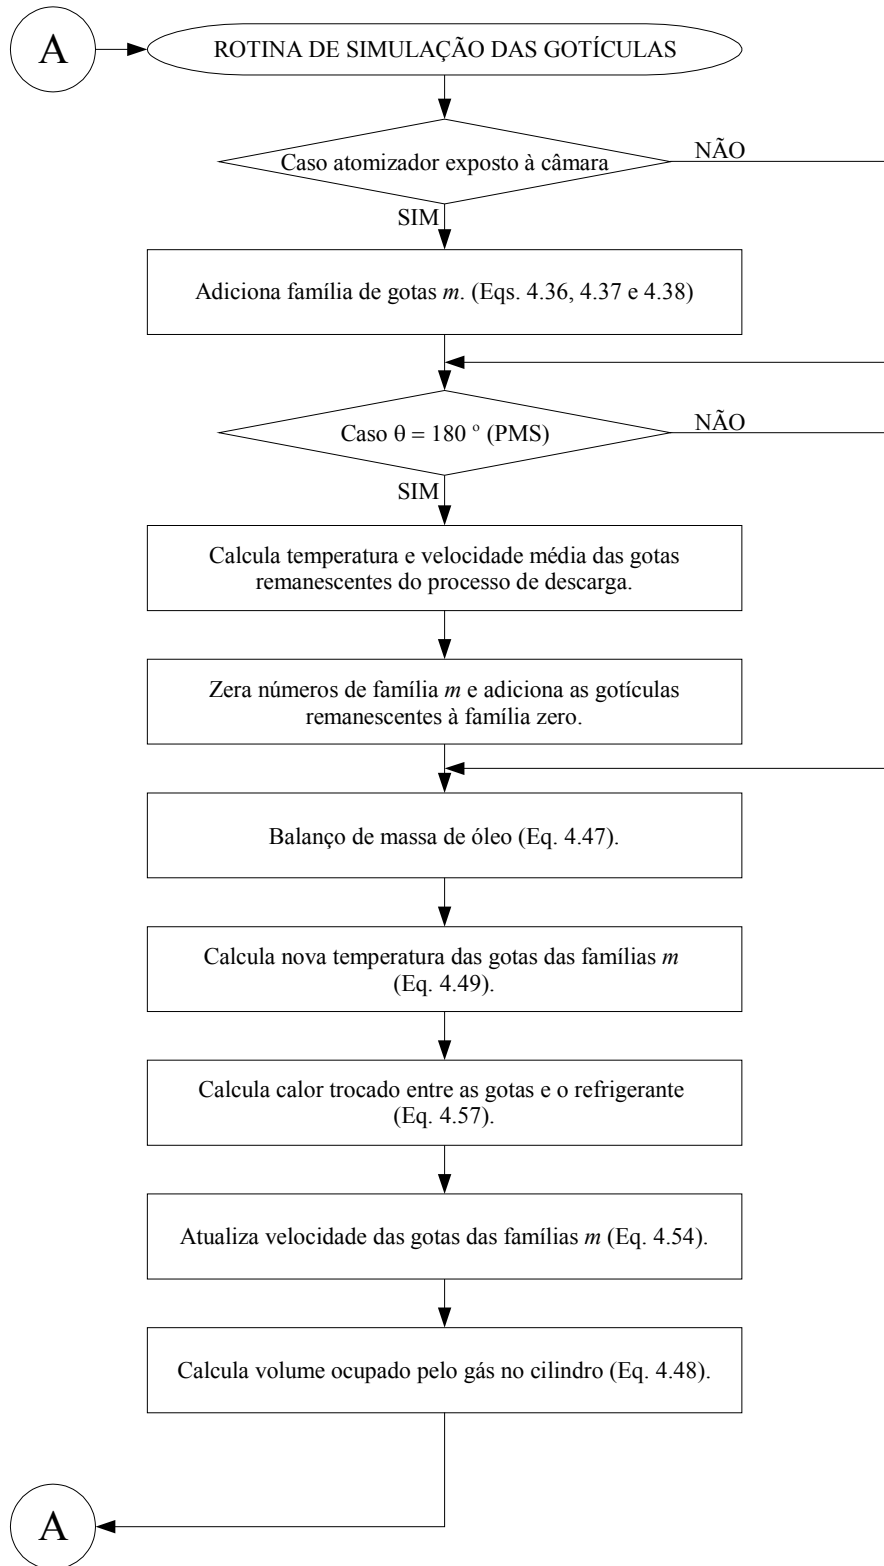 A
ROTINA DE SIMULAÇÃO DAS GOTÍCULAS
Caso atomizador exposto à câmara
NÃO
SIM
Adiciona família de gotas m. (Eqs. 4.36, 4.37 e 4.38)
Caso θ = 180 º (PMS)
NÃO
SIM
Calcula temperatura e velocidade média das gotas
remanescentes do processo de descarga.
Zera números de família m e adiciona as gotículas
remanescentes à família zero.
Balanço de massa de óleo (Eq. 4.47).
Calcula nova temperatura das gotas das famílias m
(Eq. 4.49).
Calcula calor trocado entre as gotas e o refrigerante
(Eq. 4.57).
Atualiza velocidade das gotas das famílias m (Eq. 4.54).
Calcula volume ocupado pelo gás no cilindro (Eq. 4.48).
A